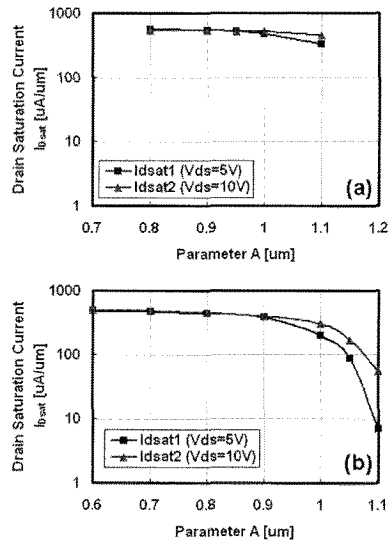 1000
100
10
1
Drain Saturation Current
IDsat [uA/um]
Idsat1 (Vds=5V)
Idsat2 (Vds=10V)
(a)
0.7 0.8 0.9 1 1.1 1.2
Parameter A [um]
1000
100
10
1
Drain Saturation Current
IDsat [uA/um]
Idsat1 (Vds=5V)
Idsat2 (Vds=10V)
(b)
0.6 0.7 0.8 0.9 1 1.1
Parameter A [um]